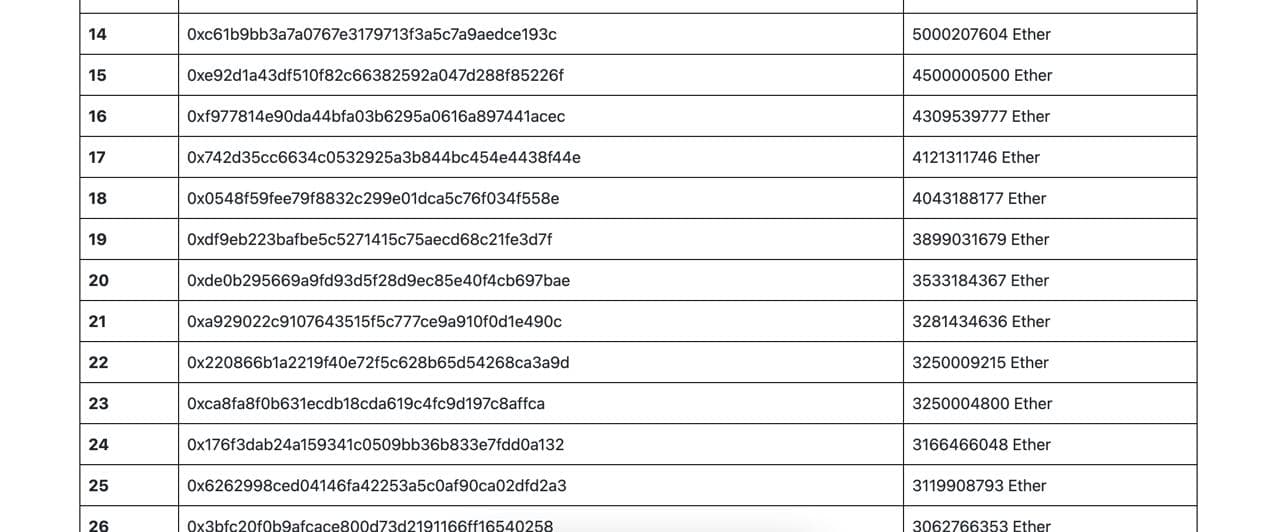 14 0xc61b9bb3a7a0767e3179713f3a5c7a9aedce193c 5000207604 Ether
15 0xe92d1a43df510f82c66382592a047d288f85226f 4500000500 Ether
16 0xf977814e90da44bfa03b6295a0616a897441acec 4309539777 Ether
17 0x742d35cc6634c0532925a3b844bc454e4438f44e 4121311746 Ether
18 0x0548f59fee79f8832c299e01dca5c76f034f558e 4043188177 Ether
19 0xdf9eb223bafbe5c5271415c75aecd68c21fe3d7f 3899031679 Ether
20 0xde0b295669a9fd93d5f28d9ec85e40f4cb697bae 3533184367 Ether
21 0xa929022c9107643515f5c777ce9a910f0d1e490c 3281434636 Ether
22 0x220866b1a2219f40e72f5c628b65d54268ca3a9d 3250009215 Ether
23 0xca8fa8f0b631ecdb18cda619c4fc9d197c8affca 3250004800 Ether
24 0x176f3dab24a159341c0509bb36b833e7fdd0a132 3166466048 Ether
25 0x6262998ced04146fa42253a5c0af90ca02dfd2a3 3119908793 Ether
26 0x3bfc20f0b9afcace800d73d2191166ff16540258 3062766353 Ether